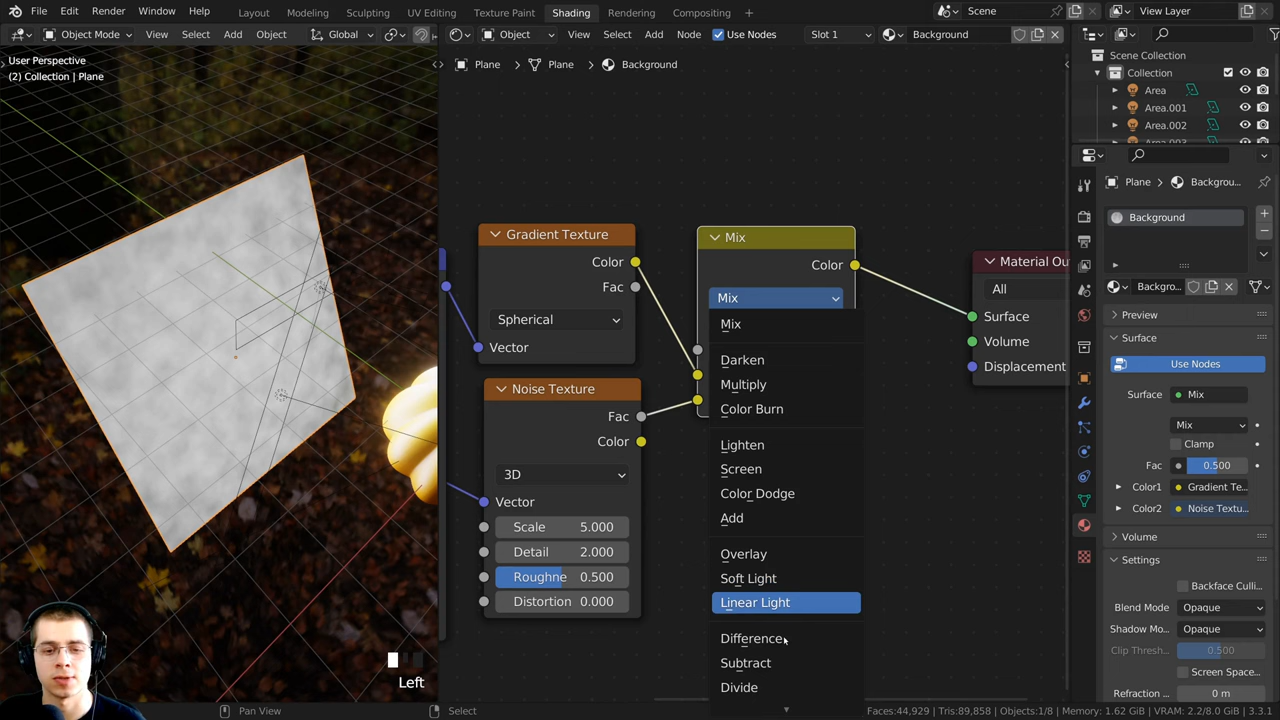 File Edit Render Window Help Layout Modeling Sculpting UV Editing Texture Paint Shading Rendering Compositing Scene View Layer
Object Mode View Select Add Object Global Object View Select Add Node Use Nodes Slot 1 Background
User Perspective
(2) Collection | Plane
Plane Plane Background
Scene Collection
Collection
Area
Area.001
Area.002
Gradient Texture
Color
Fac
Spherical
Vector
Noise Texture
Fac
Color
3D
Vector
Scale 5.000
Detail 2.000
Roughne 0.500
Distortion 0.000
Mix
Color
Mix
Mix
Darken
Multiply
Color Burn
Lighten
Screen
Color Dodge
Add
Overlay
Soft Light
Linear Light
Difference
Subtract
Divide
Material Ou
All
Surface
Volume
Displacement
Plane Backgrou...
Background
Backgro...
Preview
Surface
Use Nodes
Surface Mix
Mix
Clamp
Fac 0.500
Color1 Gradient Te...
Color2 Noise Textu...
Volume
Settings
Backface Culli...
Blend Mode Opaque
Shadow Mo... Opaque
Clip Thresh... 0.500
Screen Space...
Refraction 0 m
Left
Pan View Select Faces:44,929 | Tris:89,858 | Objects:1/8 | Memory: 1.62 GiB | VRAM: 2.2/8.0 GiB | 3.3.1